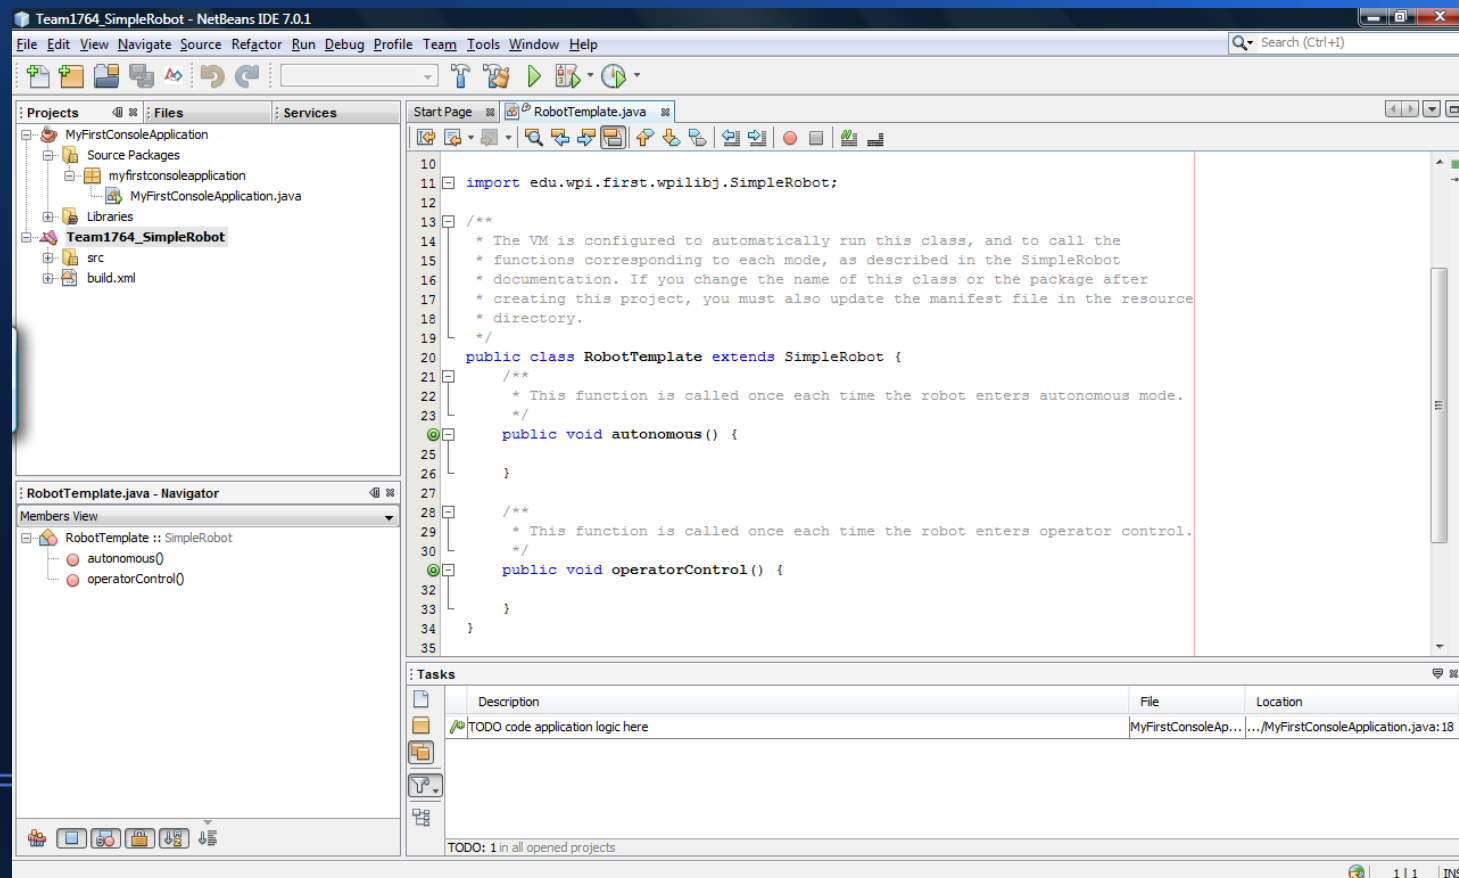 Team1764_SimpleRobot - NetBeans IDE 7.0.1
File Edit View Navigate Source Refactor Run Debug Profile Team Tools Window Help
Search (Ctrl+I)
Projects
Files
Services
MyFirstConsoleApplication
Source Packages
myfirstconsoleapplication
MyFirstConsoleApplication.java
Libraries
Team1764_SimpleRobot
src
build.xml
RobotTemplate.java - Navigator
Members View
RobotTemplate :: SimpleRobot
autonomous()
operatorControl()
Start Page
RobotTemplate.java
10
11 import edu.wpi.first.wpilibj.SimpleRobot;
12
13 /**
14 * The VM is configured to automatically run this class, and to call the
15 * functions corresponding to each mode, as described in the SimpleRobot
16 * documentation. If you change the name of this class or the package after
17 * creating this project, you must also update the manifest file in the resource
18 * directory.
19 */
20 public class RobotTemplate extends SimpleRobot {
21 /**
22 * This function is called once each time the robot enters autonomous mode.
23 */
public void autonomous() {
25
26 }
27
28 /**
29 * This function is called once each time the robot enters operator control.
30 */
public void operatorControl() {
32
33 }
34 }
35
Tasks
Description File Location
TODO code application logic here MyFirstConsoleAp... .../MyFirstConsoleApplication.java:18
TODO: 1 in all opened projects
1 | 1 INS